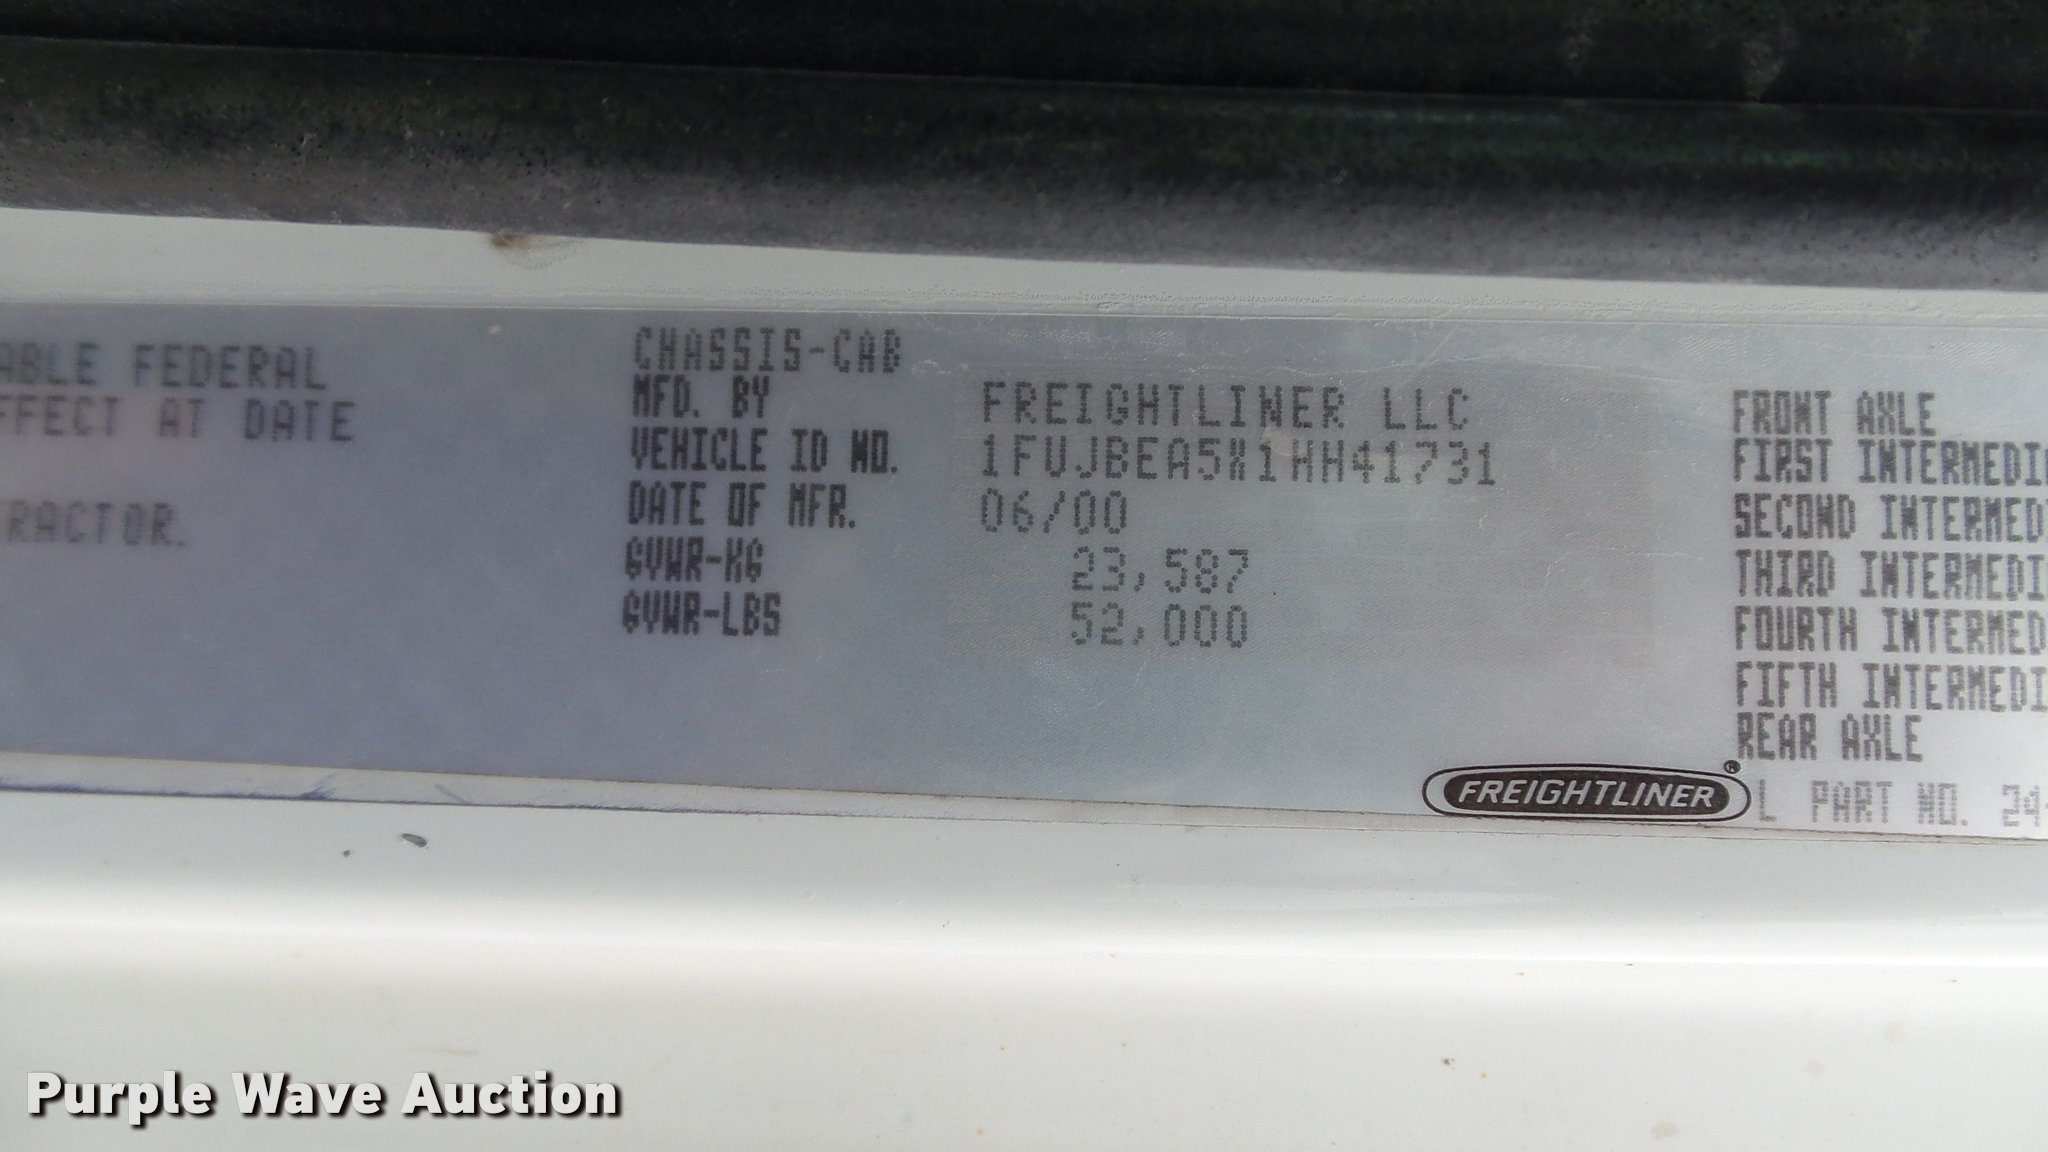 ABLE FEDERAL
FFECT AT DATE
RACTOR.
CHASSIS-CAB
MFD. BY FREIGHTLINER LLC
VEHICLE ID NO. 1FUJBEA5X1HH41731
DATE OF MFR. 06/00
GVWR-KG 23,587
GVWR-LBS 52,000
FRONT AXLE
FIRST INTERMEDI
SECOND INTERMED
THIRD INTERMEDI
FOURTH INTERMED
FIFTH INTERMEDI
REAR AXLE
FREIGHTLINER®
L PART NO. 24-
Purple Wave Auction